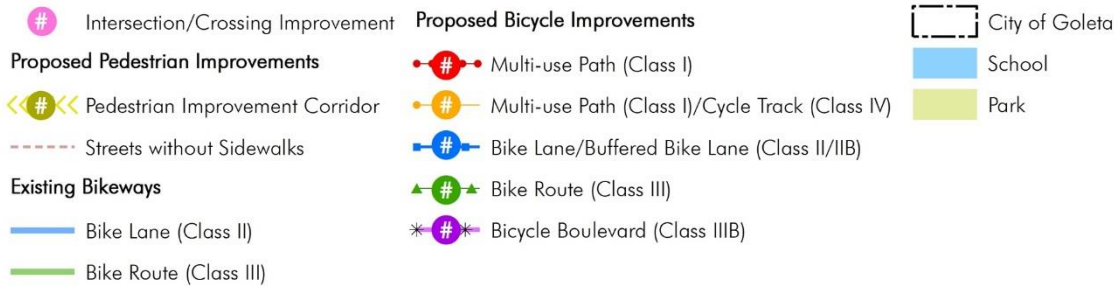 # Intersection/Crossing Improvement
Proposed Pedestrian Improvements
# Pedestrian Improvement Corridor
Streets without Sidewalks
Existing Bikeways
Bike Lane (Class II)
Bike Route (Class III)
Proposed Bicycle Improvements
# Multi-use Path (Class I)
# Multi-use Path (Class I)/Cycle Track (Class IV)
# Bike Lane/Buffered Bike Lane (Class II/IIB)
# Bike Route (Class III)
# Bicycle Boulevard (Class IIIB)
City of Goleta
School
Park